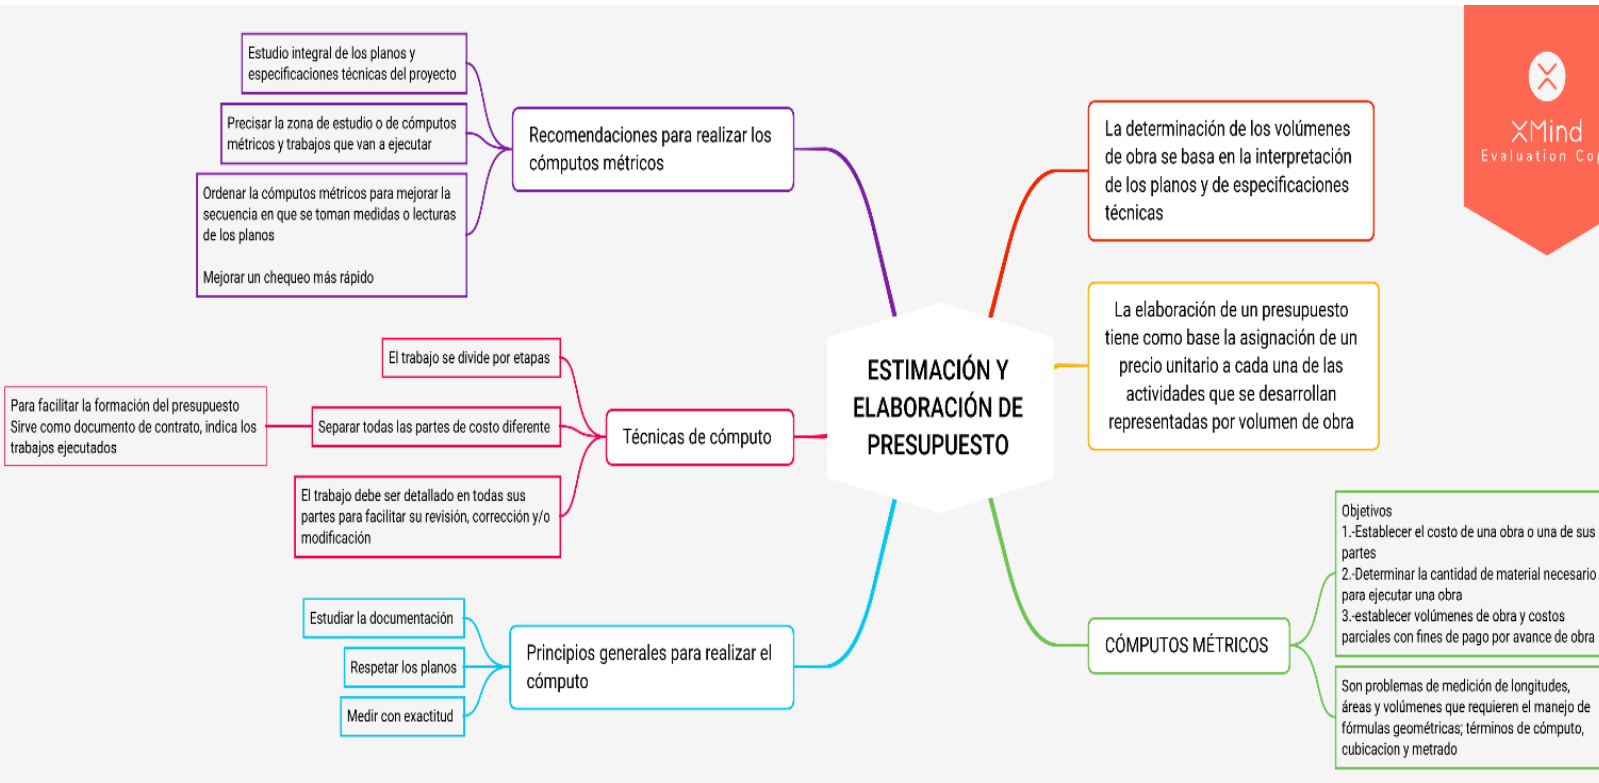 Estudio integral de los planos y
especificaciones técnicas del proyecto
Precisar la zona de estudio o de cómputos
métricos y trabajos que van a ejecutar
Ordenar la cómputos métricos para mejorar la
secuencia en que se toman medidas o lecturas
de los planos
Mejorar un chequeo más rápido
Recomendaciones para realizar los
cómputos métricos
El trabajo se divide por etapas
Para facilitar la formación del presupuesto
Sirve como documento de contrato, indica los
trabajos ejecutados
Separar todas las partes de costo diferente
El trabajo debe ser detallado en todas sus
partes para facilitar su revisión, corrección y/o
modificación
Técnicas de cómputo
Estudiar la documentación
Respetar los planos
Medir con exactitud
Principios generales para realizar el
cómputo
ESTIMACIÓN Y
ELABORACIÓN DE
PRESUPUESTO
La determinación de los volúmenes
de obra se basa en la interpretación
de los planos y de especificaciones
técnicas
La elaboración de un presupuesto
tiene como base la asignación de un
precio unitario a cada una de las
actividades que se desarrollan
representadas por volumen de obra
CÓMPUTOS MÉTRICOS
Objetivos
1.-Establecer el costo de una obra o una de sus
partes
2.-Determinar la cantidad de material necesario
para ejecutar una obra
3.-establecer volúmenes de obra y costos
parciales con fines de pago por avance de obra
Son problemas de medición de longitudes,
áreas y volúmenes que requieren el manejo de
fórmulas geométricas; términos de cómputo,
cubicacion y metrado
XMind
Evaluation Co